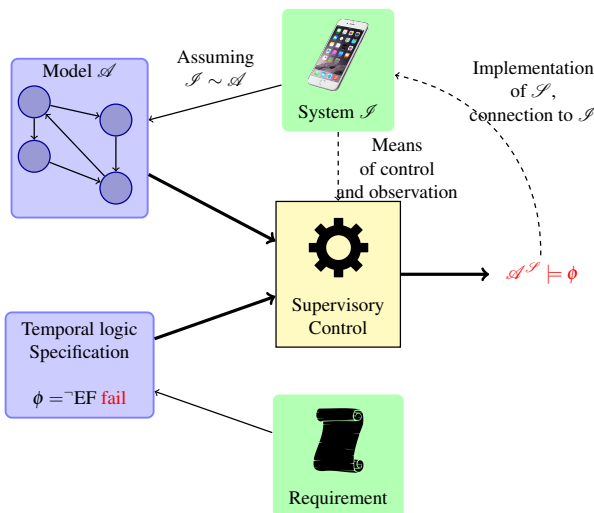 Model 𝒜
Assuming
ℐ ∼ 𝒜
System ℐ
Implementation
of 𝒮,
connection to ℐ
Means
of control
and observation
Supervisory
Control
𝒜^𝒮 ⊨ ϕ
Temporal logic
Specification
ϕ =¬EF fail
Requirement